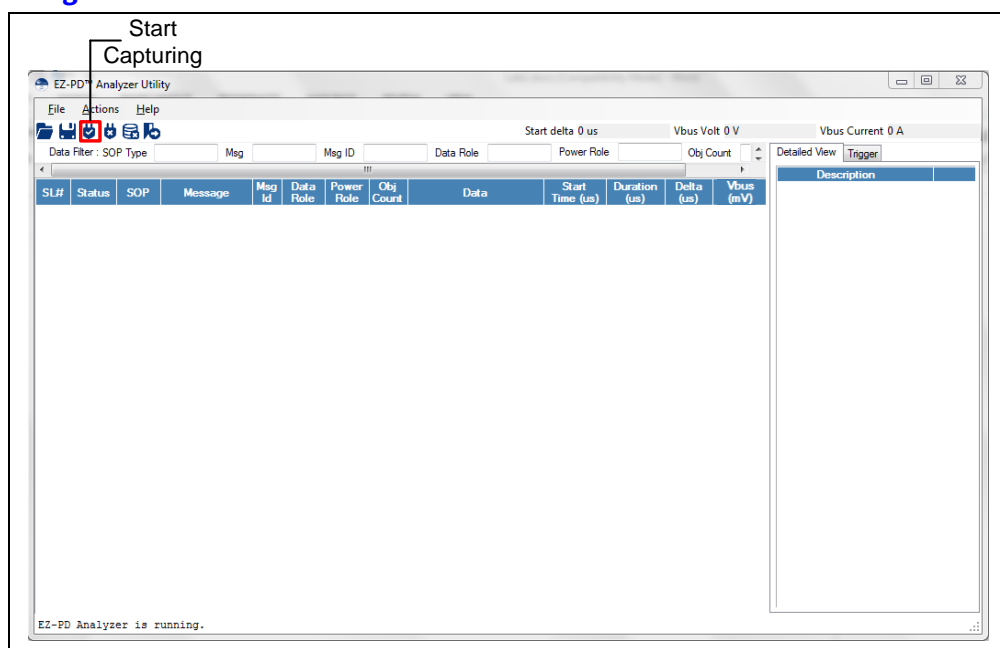 Start
Capturing
EZ-PD™ Analyzer Utility
File Actions Help
Start delta 0 us Vbus Volt 0 V Vbus Current 0 A
Data Filter : SOP Type Msg Msg ID Data Role Power Role Obj Count
Detailed View Trigger
Description
SL# Status SOP Message Msg Id Data Role Power Role Obj Count Data Start Time (us) Duration (us) Delta (us) Vbus (mV)
EZ-PD Analyzer is running.